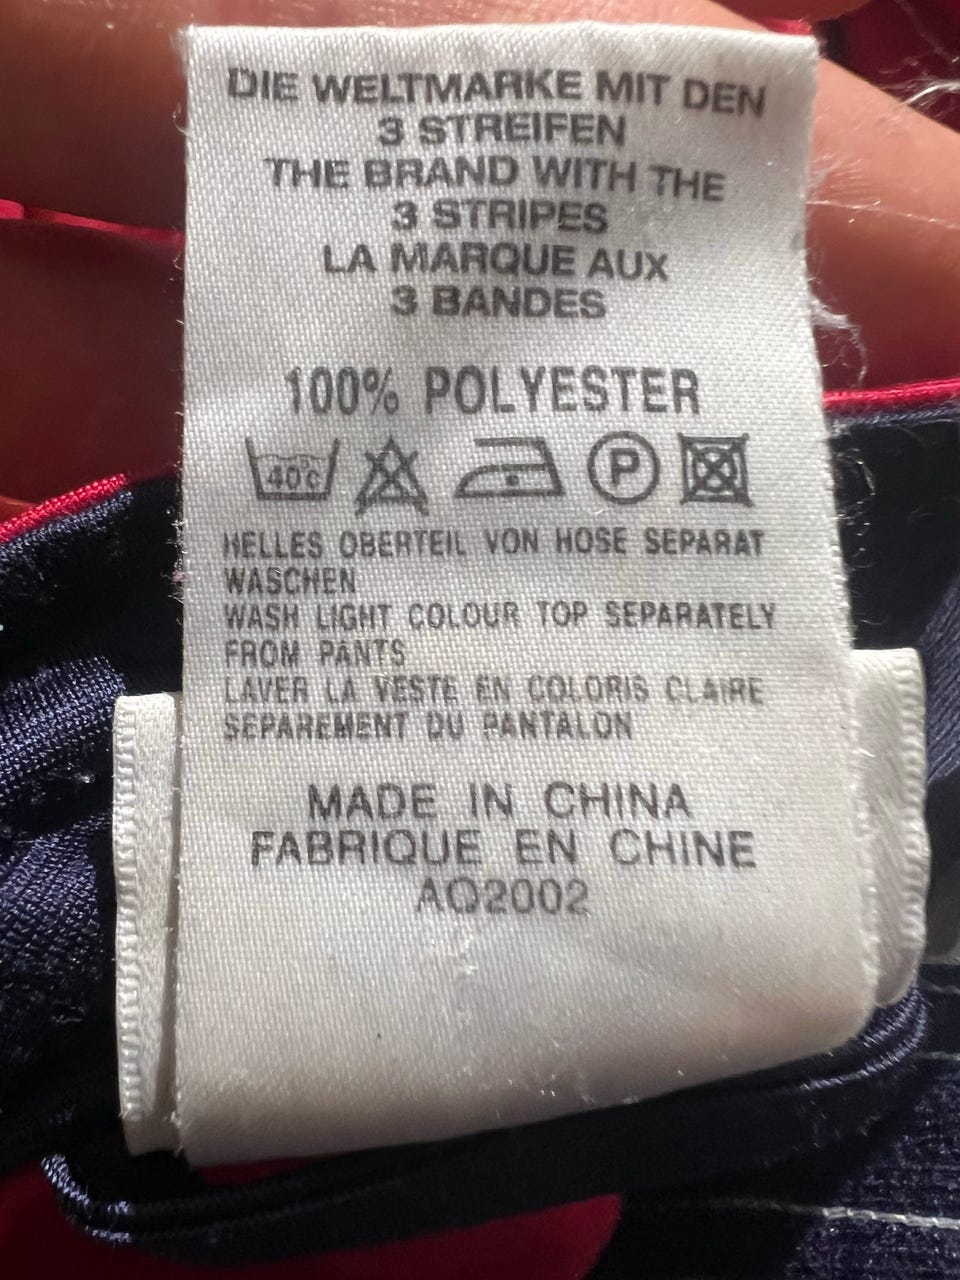 DIE WELTMARKE MIT DEN
3 STREIFEN
THE BRAND WITH THE
3 STRIPES
LA MARQUE AUX
3 BANDES
100% POLYESTER
40°C P
HELLES OBERTEIL VON HOSE SEPARAT
WASCHEN
WASH LIGHT COLOUR TOP SEPARATELY
FROM PANTS
LAVER LA VESTE EN COLORIS CLAIRE
SEPAREMENT DU PANTALON
MADE IN CHINA
FABRIQUE EN CHINE
AQ2002